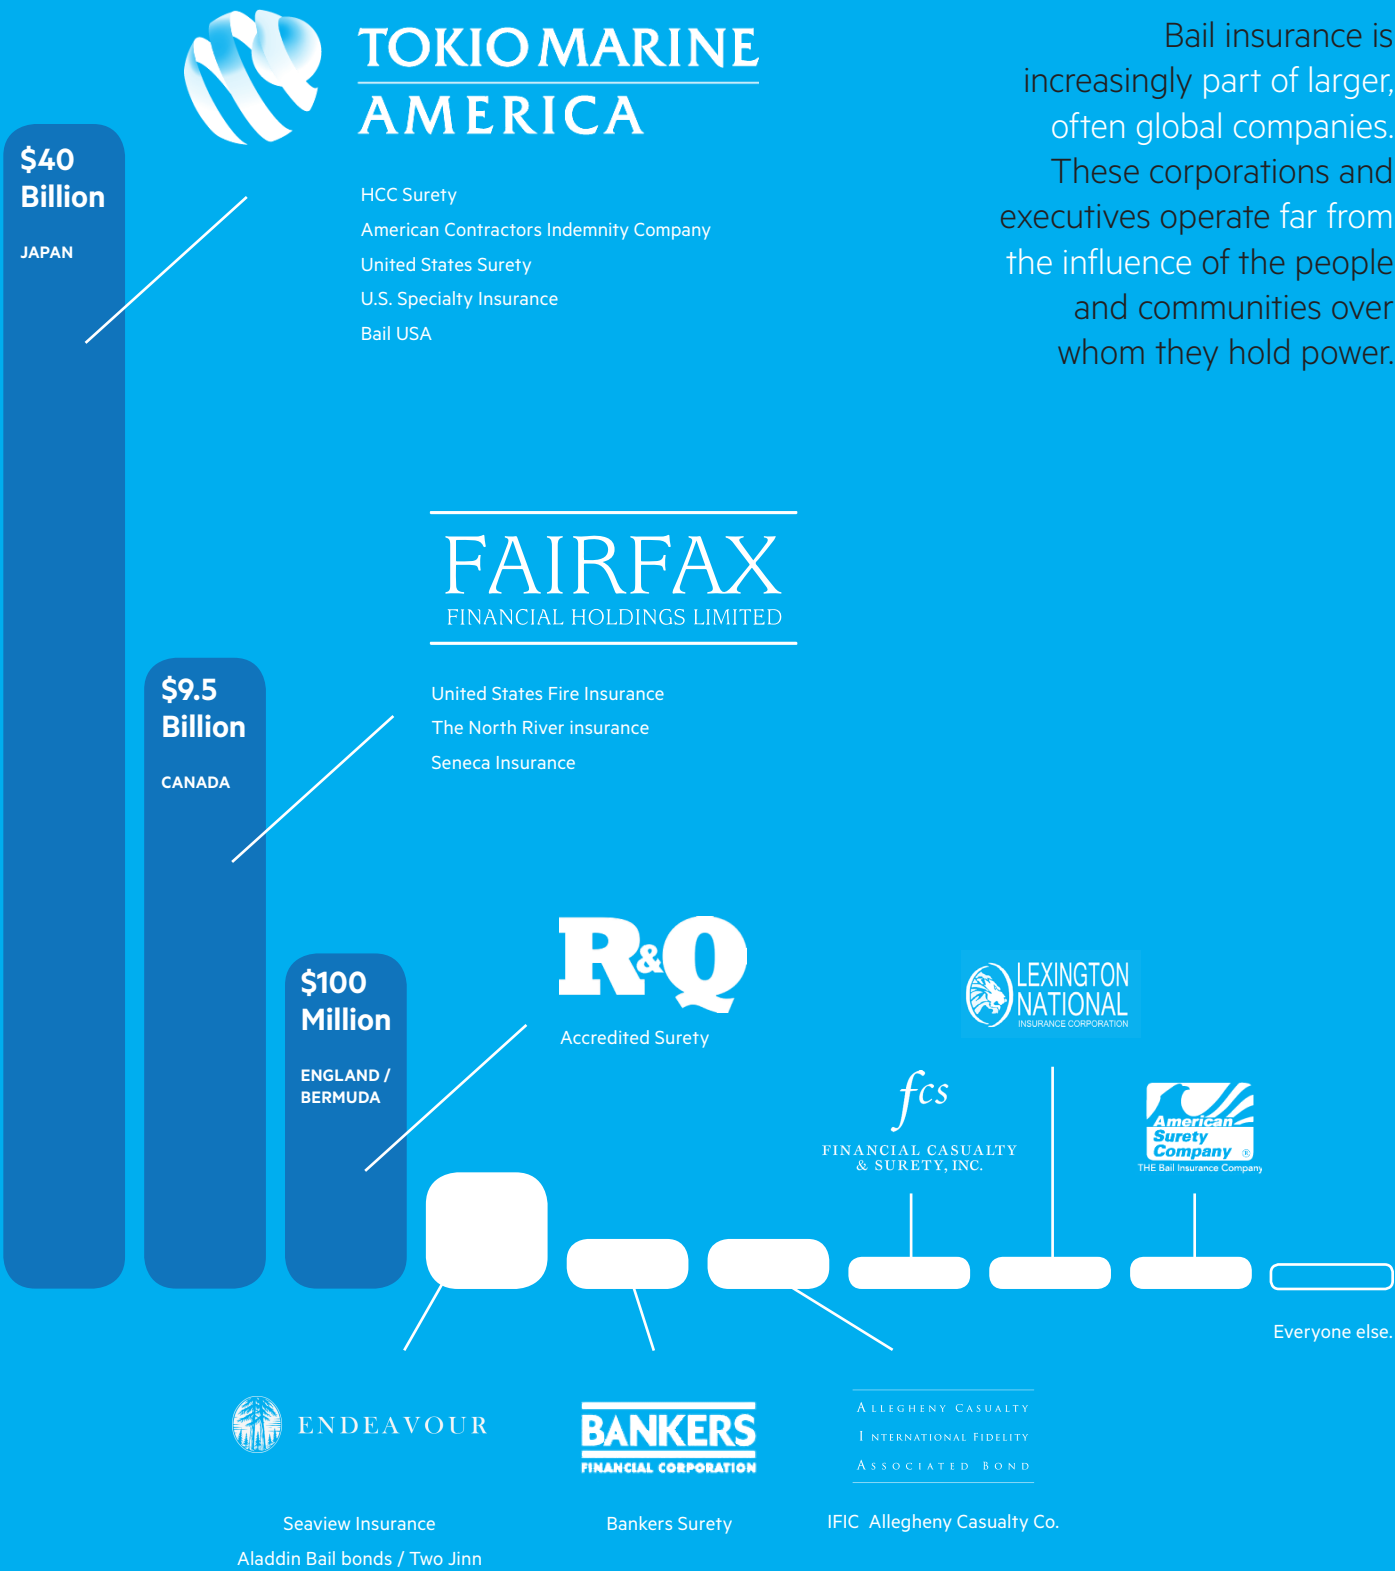 TOKIO MARINE
AMERICA
Bail insurance is
increasingly part of larger,
often global companies.
These corporations and
executives operate far from
the influence of the people
and communities over
whom they hold power.
$40
Billion
JAPAN
HCC Surety
American Contractors Indemnity Company
United States Surety
U.S. Specialty Insurance
Bail USA
FAIRFAX
FINANCIAL HOLDINGS LIMITED
$9.5
Billion
CANADA
United States Fire Insurance
The North River insurance
Seneca Insurance
R&Q
Accredited Surety
$100
Million
ENGLAND /
BERMUDA
LEXINGTON
NATIONAL
INSURANCE CORPORATION
fcs
FINANCIAL CASUALTY
& SURETY, INC.
American
Surety
Company ®
THE Bail Insurance Company
Everyone else.
ENDEAVOUR
Seaview Insurance
Aladdin Bail bonds / Two Jinn
BANKERS
FINANCIAL CORPORATION
Bankers Surety
ALLEGHENY CASUALTY
INTERNATIONAL FIDELITY
ASSOCIATED BOND
IFIC Allegheny Casualty Co.